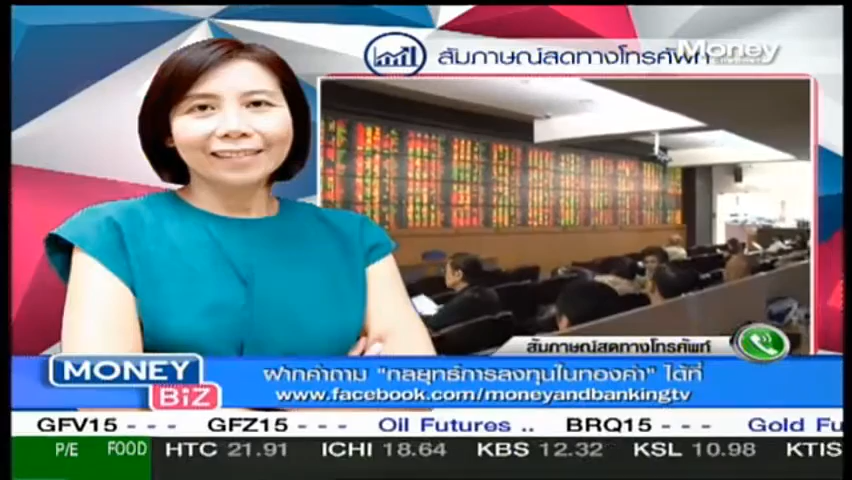 สัมภาษณ์สดทางโทรศัพท์
Money
Channel
สัมภาษณ์สดทางโทรศัพท์
MONEY
BIZ
ฝากคำถาม "กลยุทธ์การลงทุนในทองคำ" ได้ที่
www.facebook.com/moneyandbankingtv
GFV15 - - - GFZ15 - - - Oil Futures .. BRQ15 - - - Gold Fu
P/E FOOD HTC 21.91 ICHI 18.64 KBS 12.32 KSL 10.98 KTIS